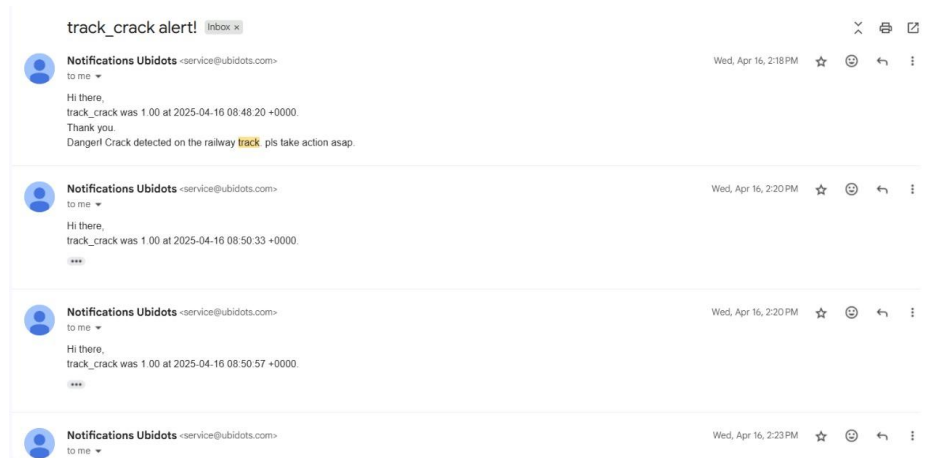 track_crack alert! Inbox ×
Notifications Ubidots <service@ubidots.com> Wed, Apr 16, 2:18 PM
to me
Hi there,
track_crack was 1.00 at 2025-04-16 08:48:20 +0000.
Thank you.
Danger! Crack detected on the railway track. pls take action asap.
Notifications Ubidots <service@ubidots.com> Wed, Apr 16, 2:20 PM
to me
Hi there,
track_crack was 1.00 at 2025-04-16 08:50:33 +0000.
Notifications Ubidots <service@ubidots.com> Wed, Apr 16, 2:20 PM
to me
Hi there,
track_crack was 1.00 at 2025-04-16 08:50:57 +0000.
Notifications Ubidots <service@ubidots.com> Wed, Apr 16, 2:23 PM
to me